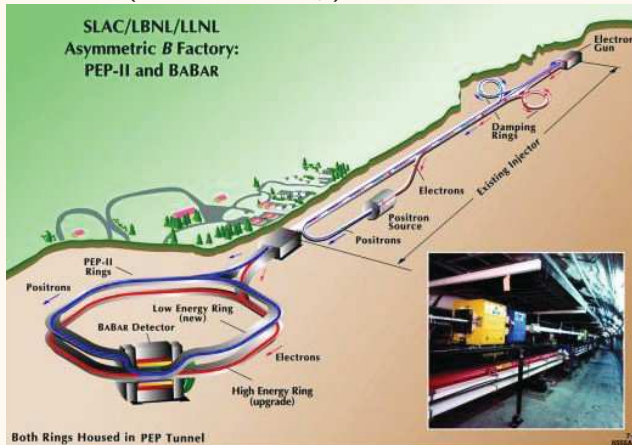 SLAC/LBNL/LLNL
Asymmetric B Factory:
PEP-II and BABAR
Electron
Gun
Damping
Rings
Existing Injector
Electrons
Positron
Source
Positrons
PEP-II
Rings
Positrons
Low Energy Ring
(new)
BABAR Detector
Electrons
High Energy Ring
(upgrade)
Both Rings Housed in PEP Tunnel